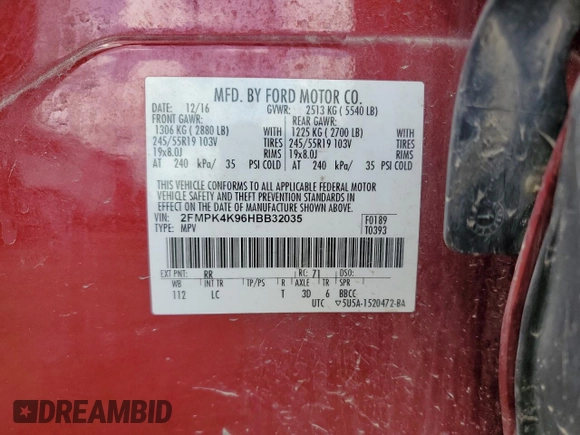 MFD. BY FORD MOTOR CO.
DATE: 12/16 GVWR: 2513 KG ( 5540 LB)
FRONT GAWR: REAR GAWR:
1306 KG ( 2880 LB) WITH 1225 KG ( 2700 LB) WITH
245/55R19 103V TIRES 245/55R19 103V TIRES
19x8.0J RIMS 19x8.0J RIMS
AT 240 kPa/ 35 PSI COLD AT 240 kPa/ 35 PSI COLD
THIS VEHICLE CONFORMS TO ALL APPLICABLE FEDERAL MOTOR
VEHICLE SAFETY AND THEFT PREVENTION STANDARDS IN
EFFECT ON THE DATE OF MANUFACTURE SHOWN ABOVE.
VIN: 2FMPK4K96HBB32035 F0189
TYPE: MPV T0393
EXT PNT: RR RC: 71 DSO:
WB INT TR TP/PS R AXLE TR SPR
112 LC T 3D 6 BBCC
UTC ▽5U5A-1520472-BA
DREAMBID